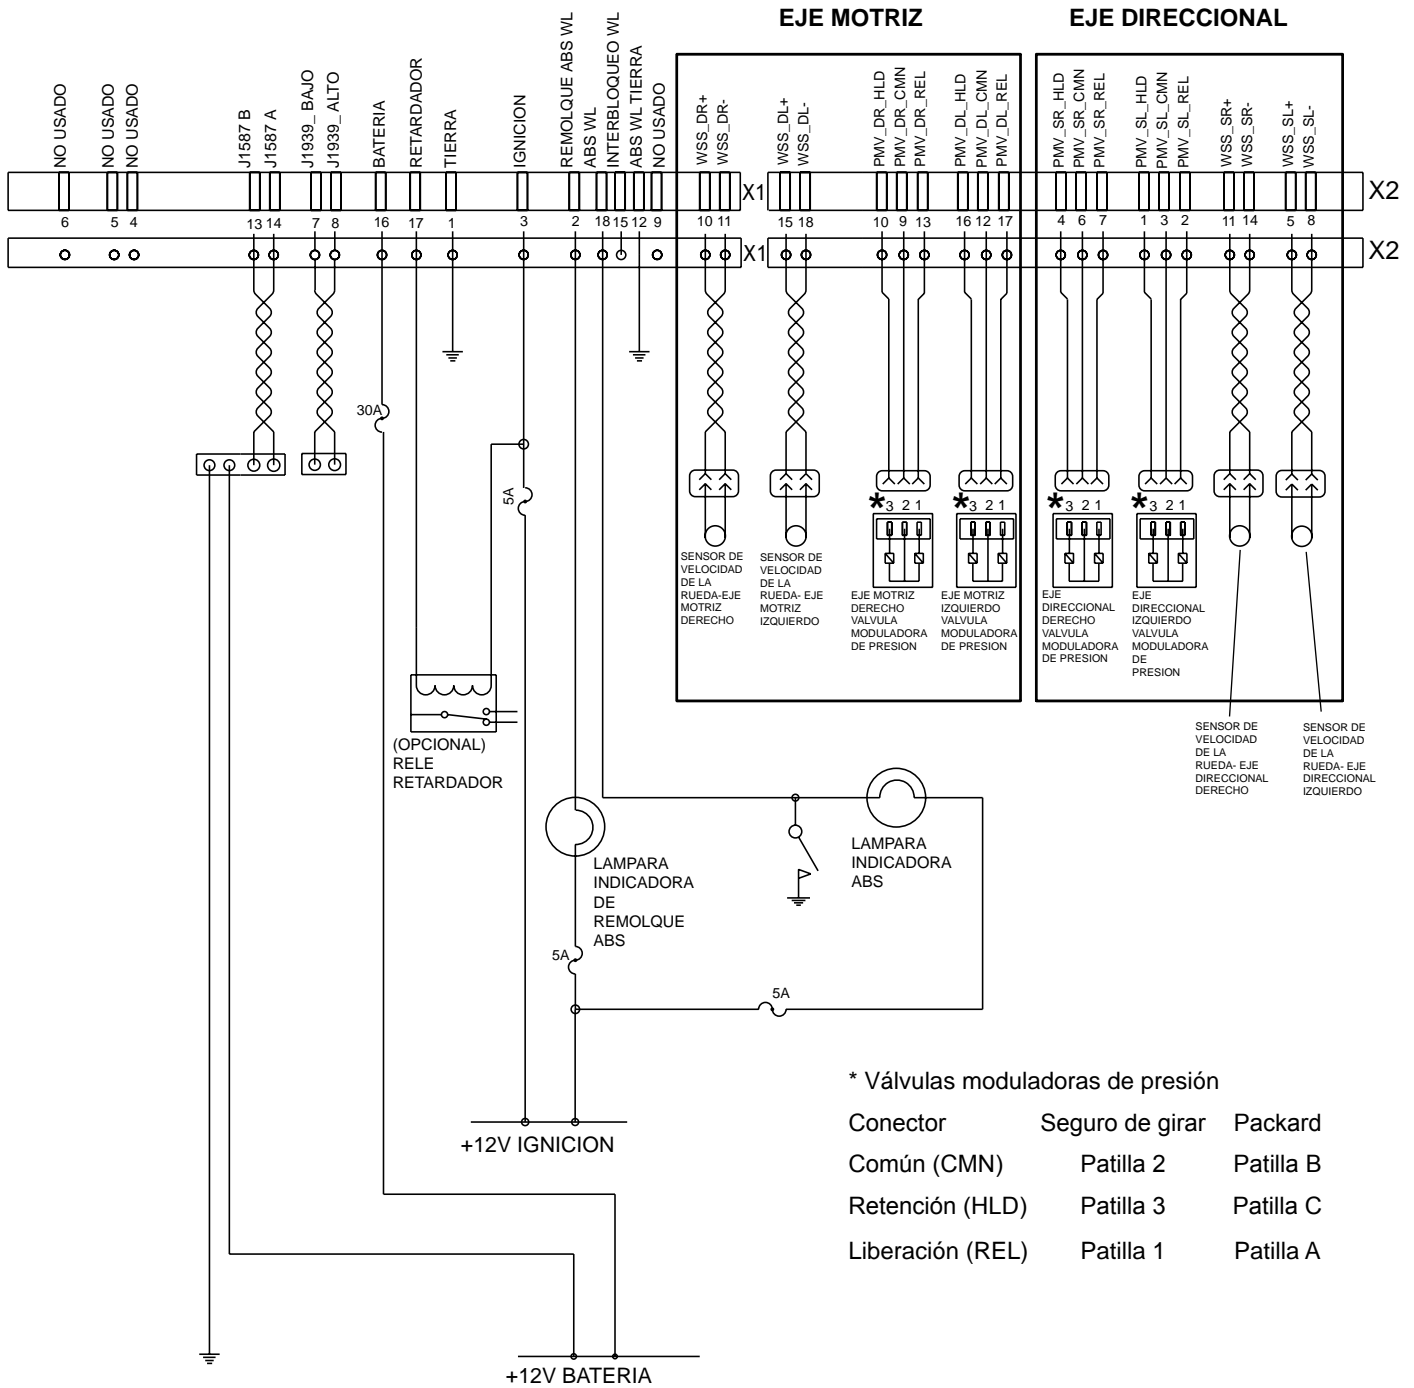 EJE MOTRIZ
EJE DIRECCIONAL
NO USADO
NO USADO
NO USADO
J1587 B
J1587 A
J1939_ BAJO
J1939_ ALTO
BATERIA
RETARDADOR
TIERRA
IGNICION
REMOLQUE ABS WL
ABS WL
INTERBLOQUEO WL
ABS WL TIERRA
NO USADO
WSS_DR+
WSS_DR-
WSS_DL+
WSS_DL-
PMV_DR_HLD
PMV_DR_CMN
PMV_DR_REL
PMV_DL_HLD
PMV_DL_CMN
PMV_DL_REL
PMV_SR_HLD
PMV_SR_CMN
PMV_SR_REL
PMV_SL_HLD
PMV_SL_CMN
PMV_SL_REL
WSS_SR+
WSS_SR-
WSS_SL+
WSS_SL-
X1
X2
6 5 4 13 14 7 8 16 17 1 3 2 18 15 12 9 10 11 15 18 10 9 13 16 12 17 4 6 7 1 3 2 11 14 5 8
X1
X2
30A
5A
*3 2 1
*3 2 1
*3 2 1
*3 2 1
SENSOR DE
VELOCIDAD
DE LA
RUEDA-EJE
MOTRIZ
DERECHO
SENSOR DE
VELOCIDAD
DE LA
RUEDA- EJE
MOTRIZ
IZQUIERDO
EJE MOTRIZ
DERECHO
VALVULA
MODULADORA
DE PRESION
EJE MOTRIZ
IZQUIERDO
VALVULA
MODULADORA
DE PRESION
EJE
DIRECCIONAL
DERECHO
VALVULA
MODULADORA
DE PRESION
EJE
DIRECCIONAL
IZQUIERDO
VALVULA
MODULADORA
DE
PRESION
SENSOR DE
VELOCIDAD
DE LA
RUEDA- EJE
DIRECCIONAL
DERECHO
SENSOR DE
VELOCIDAD
DE LA
RUEDA- EJE
DIRECCIONAL
IZQUIERDO
(OPCIONAL)
RELE
RETARDADOR
LAMPARA
INDICADORA
DE
REMOLQUE
ABS
LAMPARA
INDICADORA
ABS
5A
5A
+12V IGNICION
* Válvulas moduladoras de presión
Conector Seguro de girar Packard
Común (CMN) Patilla 2 Patilla B
Retención (HLD) Patilla 3 Patilla C
Liberación (REL) Patilla 1 Patilla A
+12V BATERIA